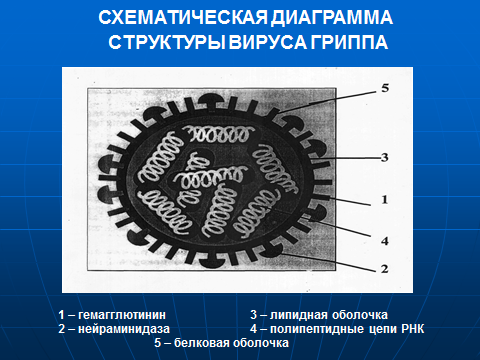 СХЕМАТИЧЕСКАЯ ДИАГРАММА
СТРУКТУРЫ ВИРУСА ГРИППА
5
3
1
4
2
1 – гемагглютинин 3 – липидная оболочка
2 – нейраминидаза 4 – полипептидные цепи РНК
5 – белковая оболочка